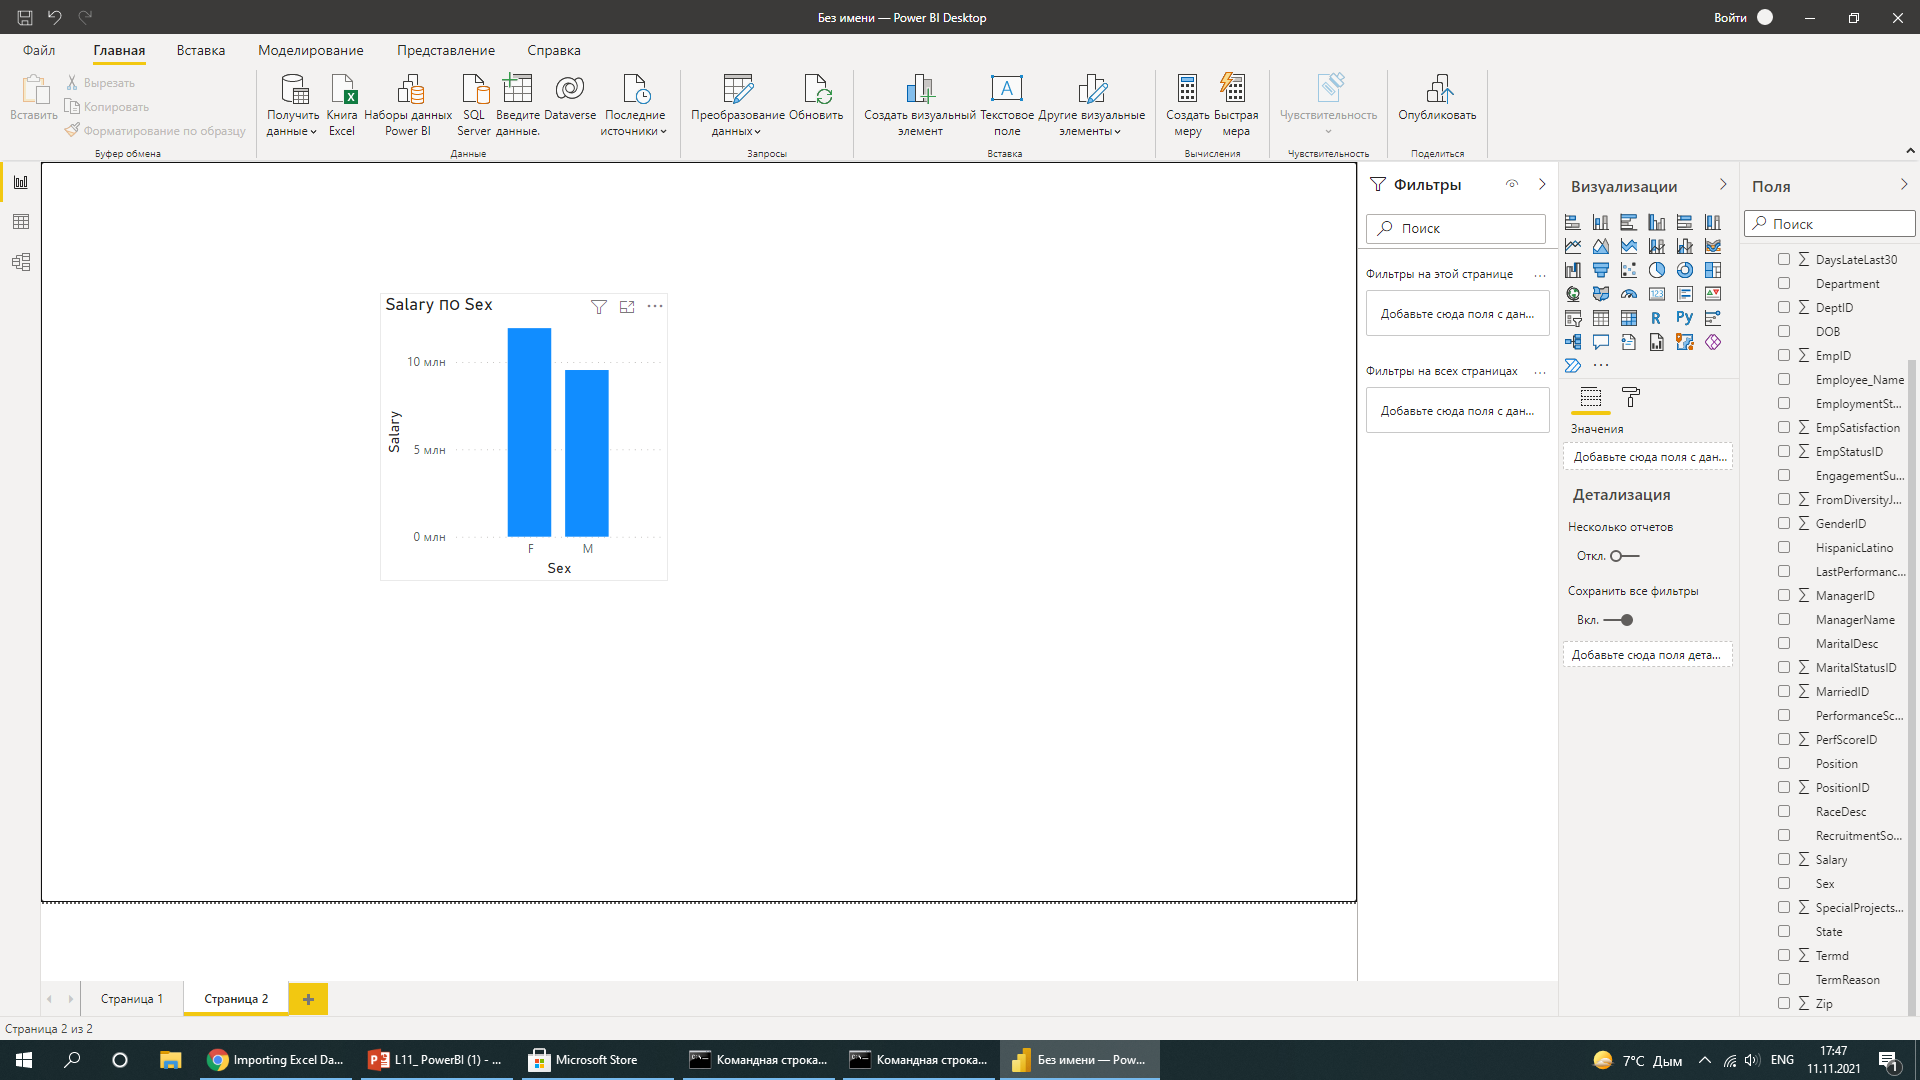 Без имени — Power BI Desktop
Войти
Файл
Главная
Вставка
Моделирование
Представление
Справка
Вставить
Вырезать
Копировать
Форматирование по образцу
Буфер обмена
Получить данные
Книга Excel
Наборы данных Power BI
SQL Server
Введите данные.
Dataverse
Последние источники
Данные
Преобразование данных
Обновить
Запросы
Создать визуальный элемент
Текстовое поле
Другие визуальные элементы
Вставка
Создать меру
Быстрая мера
Вычисления
Чувствительность
Чувствительность
Опубликовать
Поделиться
Salary по Sex
Salary
10 млн
5 млн
0 млн
F
M
Sex
Фильтры
Поиск
Фильтры на этой странице
...
Добавьте сюда поля с дан...
Фильтры на всех страницах
...
Добавьте сюда поля с дан...
Визуализации
R
Py
Значения
Добавьте сюда поля с дан...
Детализация
Несколько отчетов
Откл.
Сохранить все фильтры
Вкл.
Добавьте сюда поля дета...
Поля
Поиск
DaysLateLast30
Department
DeptID
DOB
EmpID
Employee_Name
EmploymentSt...
EmpSatisfaction
EmpStatusID
EngagementSu...
FromDiversityJ...
GenderID
HispanicLatino
LastPerformanc...
ManagerID
ManagerName
MaritalDesc
MaritalStatusID
MarriedID
PerformanceSc...
PerfScoreID
Position
PositionID
RaceDesc
RecruitmentSo...
Salary
Sex
SpecialProjects...
State
Termd
TermReason
Zip
Страница 1
Страница 2
Страница 2 из 2
Importing Excel Da...
L11_ PowerBI (1) - ...
Microsoft Store
Командная строка...
Командная строка...
Без имени — Pow...
7°C Дым
ENG
17:47
11.11.2021
1